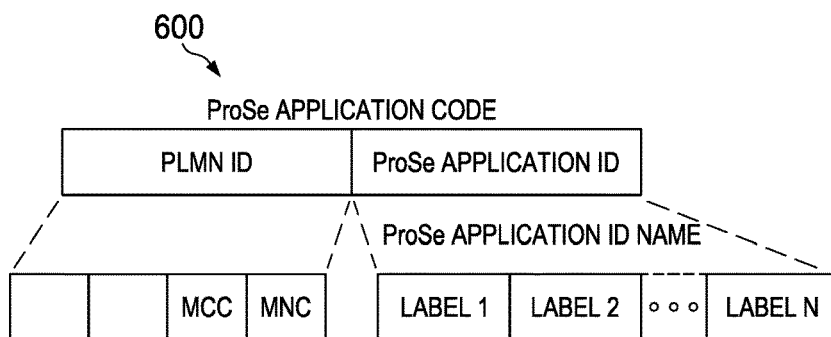 600
ProSe APPLICATION CODE
PLMN ID ProSe APPLICATION ID
ProSe APPLICATION ID NAME
MCC MNC LABEL 1 LABEL 2 ∘∘∘ LABEL N